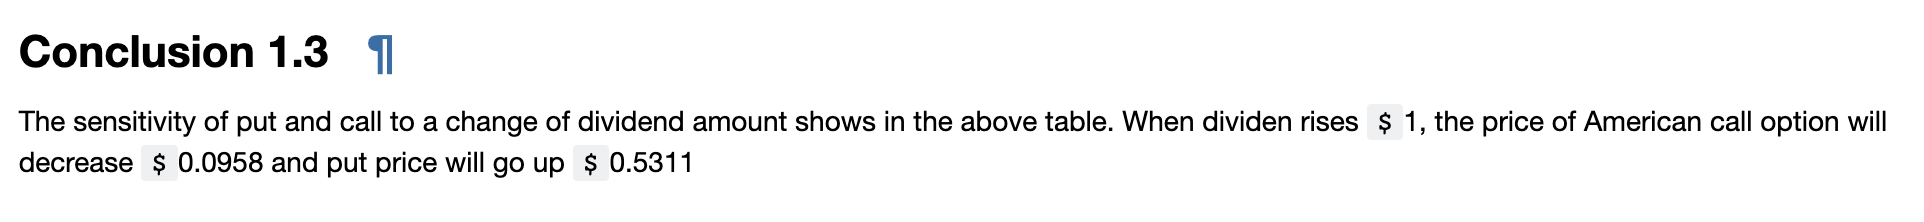 Conclusion 1.3 ¶
The sensitivity of put and call to a change of dividend amount shows in the above table. When dividen rises $ 1, the price of American call option will
decrease $ 0.0958 and put price will go up $ 0.5311